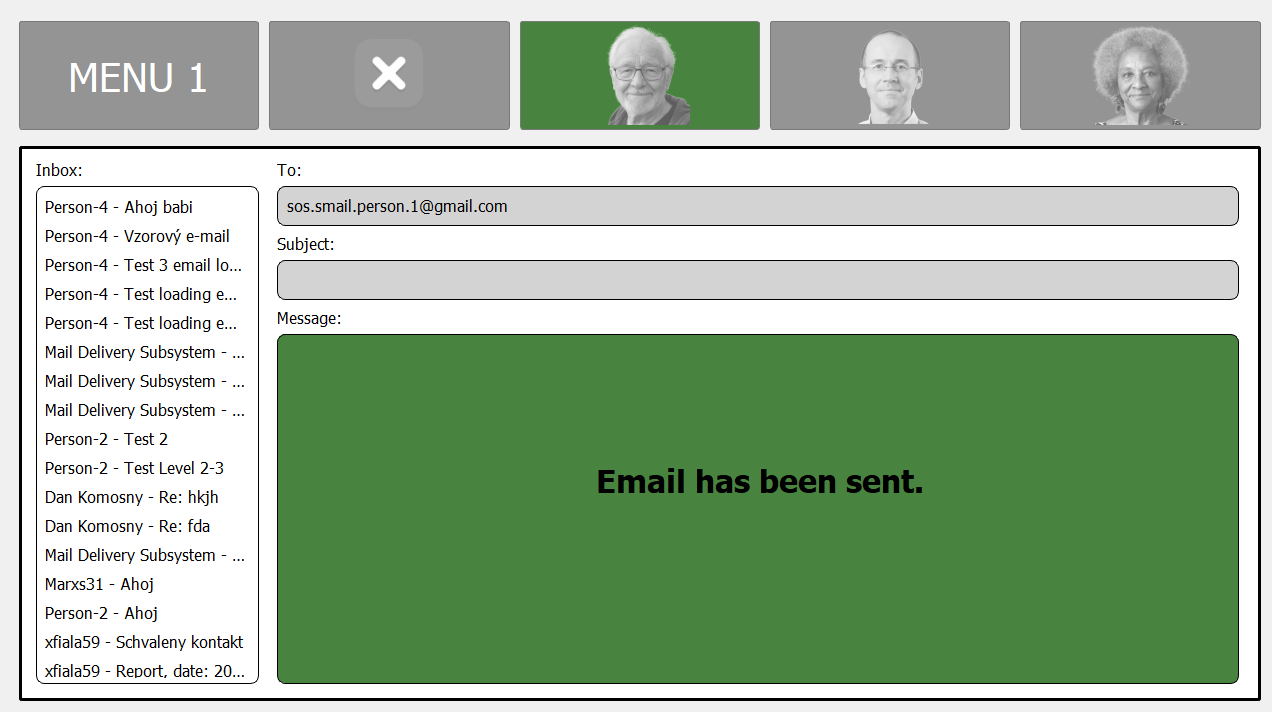 MENU 1
Inbox:
Person-4 - Ahoj babi
Person-4 - Vzorový e-mail
Person-4 - Test 3 email lo...
Person-4 - Test loading e...
Person-4 - Test loading e...
Mail Delivery Subsystem - ...
Mail Delivery Subsystem - ...
Mail Delivery Subsystem - ...
Person-2 - Test 2
Person-2 - Test Level 2-3
Dan Komosny - Re: hkjh
Dan Komosny - Re: fda
Mail Delivery Subsystem - ...
Marxs31 - Ahoj
Person-2 - Ahoj
xfiala59 - Schvaleny kontakt
xfiala59 - Report, date: 20...
To:
sos.smail.person.1@gmail.com
Subject:
Message:
Email has been sent.